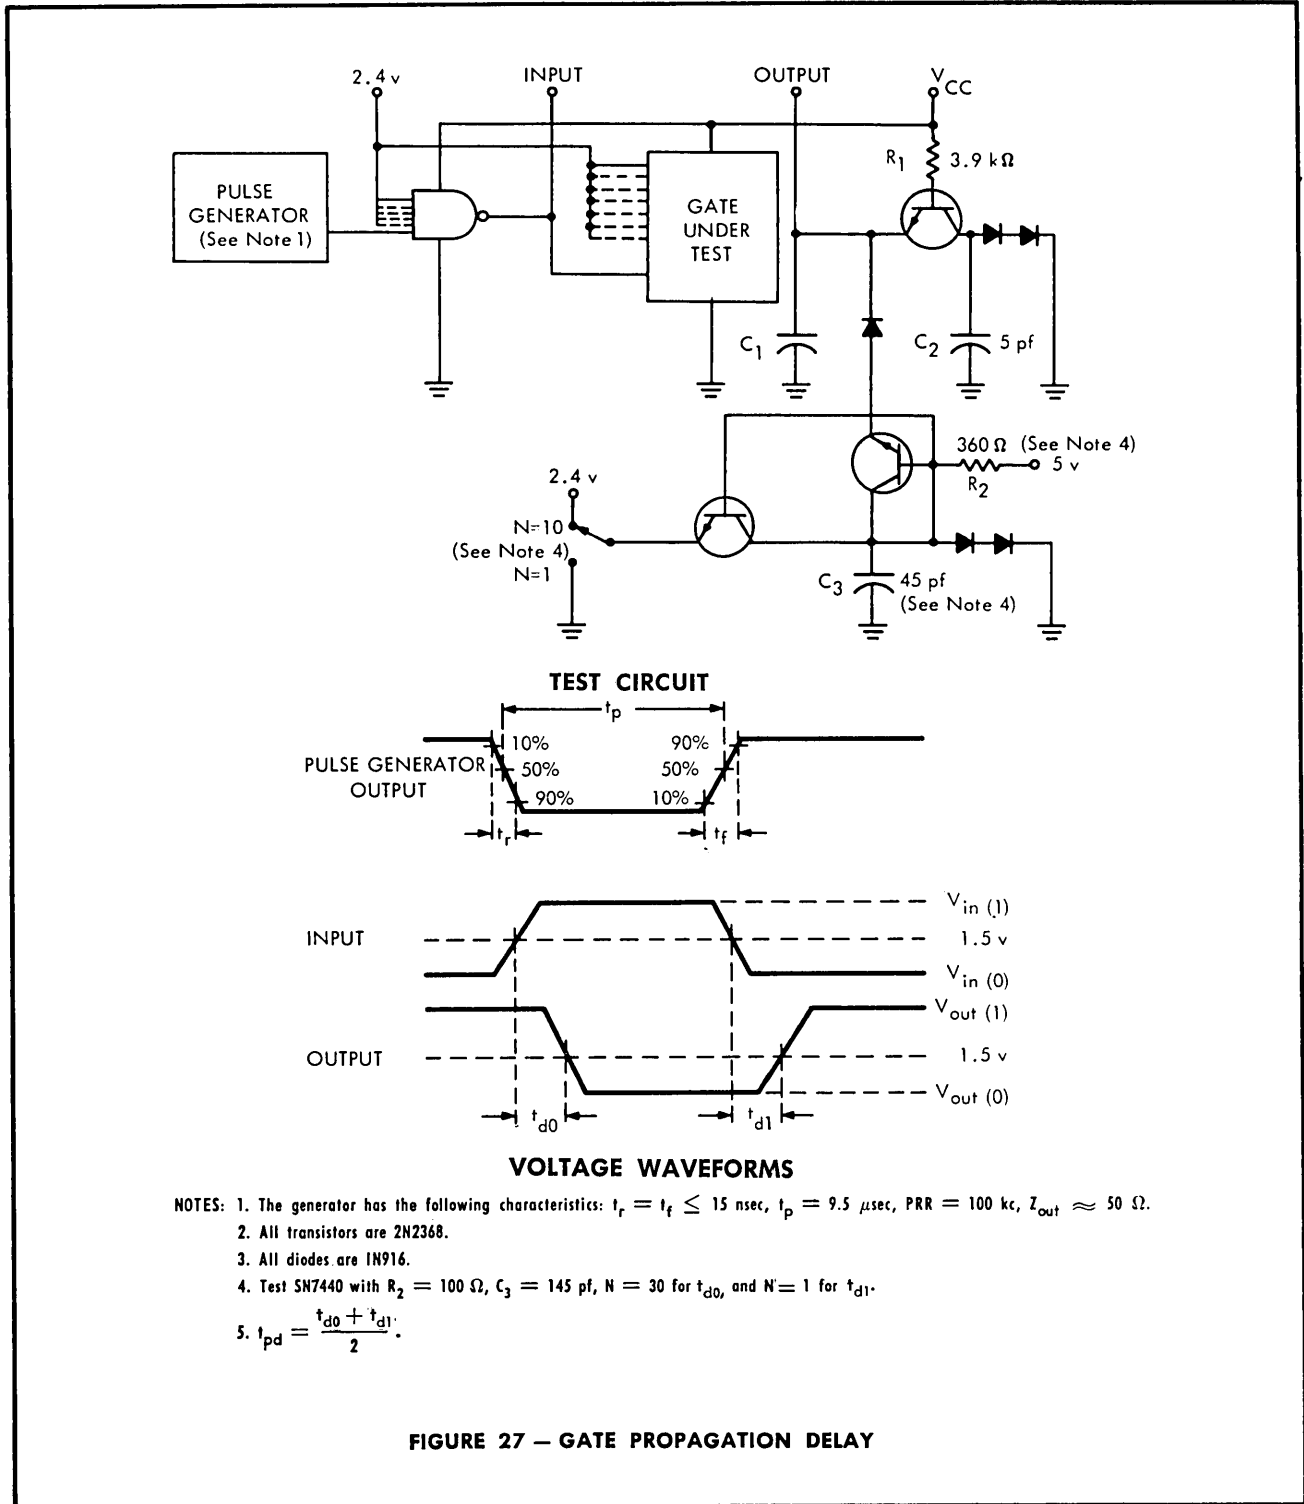 2.4 v
INPUT
OUTPUT
VCC
R1
3.9 kΩ
PULSE
GENERATOR
(See Note 1)
GATE
UNDER
TEST
C1
C2
5 pf
360 Ω (See Note 4)
5 v
R2
2.4 v
N=10
(See Note 4)
N=1
C3
45 pf
(See Note 4)
TEST CIRCUIT
tp
10%
90%
PULSE GENERATOR
OUTPUT
50%
50%
90%
10%
tr
tf
INPUT
Vin (1)
1.5 v
Vin (0)
OUTPUT
Vout (1)
1.5 v
Vout (0)
td0
td1
VOLTAGE WAVEFORMS
NOTES: 1. The generator has the following characteristics: tr = tf ≤ 15 nsec, tp = 9.5 μsec, PRR = 100 kc, Zout ≈ 50 Ω.
2. All transistors are 2N2368.
3. All diodes are 1N916.
4. Test SN7440 with R2 = 100 Ω, C3 = 145 pf, N = 30 for td0, and N = 1 for td1.
5. tpd = td0 + td1 / 2 .
FIGURE 27 — GATE PROPAGATION DELAY